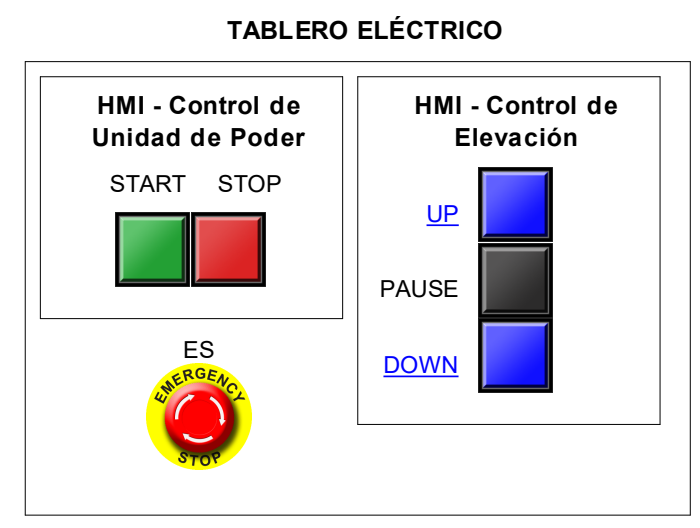 TABLERO ELÉCTRICO
HMI - Control de
Unidad de Poder
START STOP
ES
EMERGENCY
STOP
HMI - Control de
Elevación
UP
PAUSE
DOWN